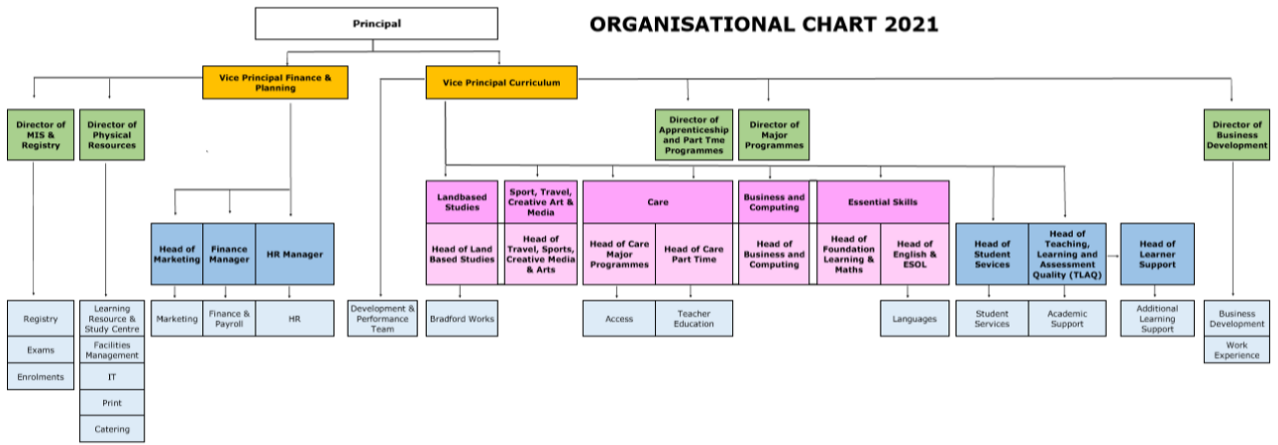 Principal
ORGANISATIONAL CHART 2021
Vice Principal Finance &
Planning
Vice Principal Curriculum
Director of
MIS &
Registry
Director of
Physical
Resources
Director of
Apprenticeship
and Part Tme
Programmes
Director of
Major
Programmes
Director of
Business
Development
Landbased
Studies
Sport, Travel,
Creative Art &
Media
Care
Business and
Computing
Essential Skills
Head of
Marketing
Finance
Manager
HR Manager
Head of Land
Based Studies
Head of
Travel, Sports,
Creative Media
& Arts
Head of Care
Major
Programmes
Head of Care
Part Time
Head of
Business and
Computing
Head of
Foundation
Learning &
Maths
Head of
English &
ESOL
Head of
Student
Sevices
Head of
Teaching,
Learning and
Assessment
Quality (TLAQ)
Head of
Learner
Support
Registry
Exams
Enrolments
Learning
Resource &
Study Centre
Facilities
Management
IT
Print
Catering
Marketing
Finance &
Payroll
HR
Development &
Performance
Team
Bradford Works
Access
Teacher
Education
Languages
Student
Services
Academic
Support
Additional
Learning
Support
Business
Development
Work
Experience